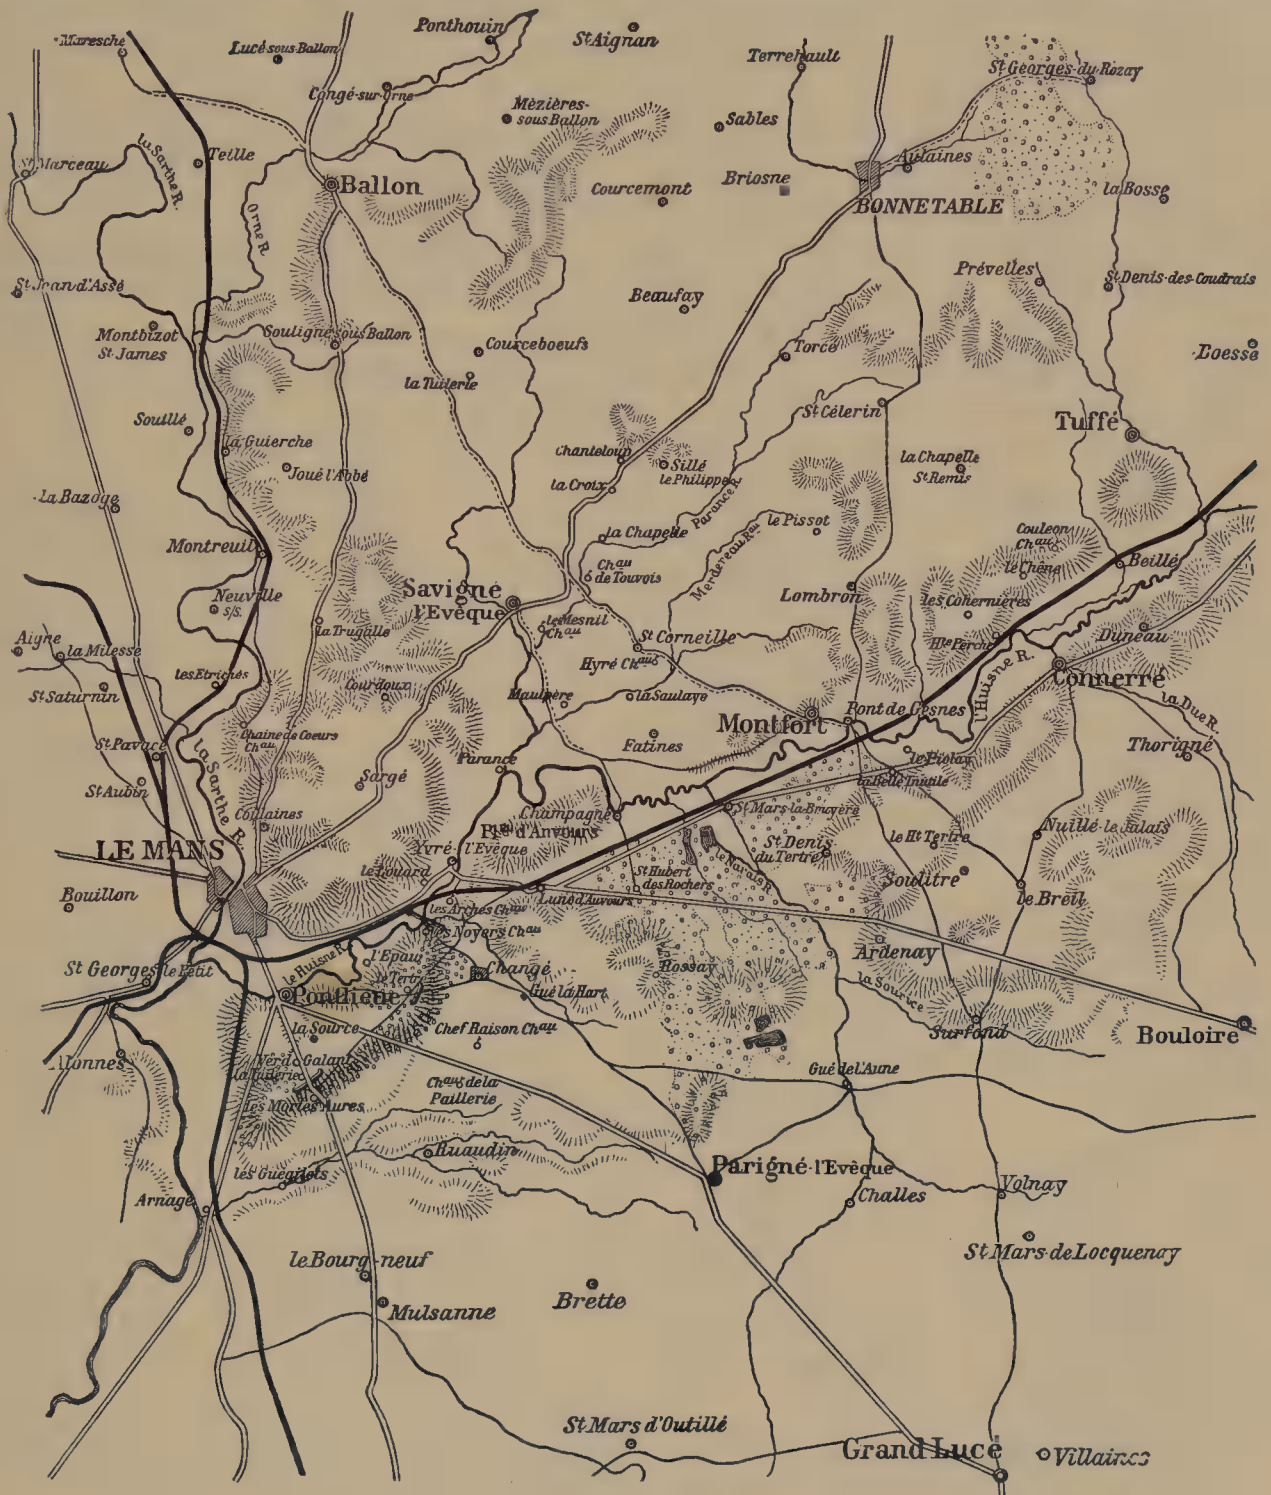 Maresche
Lucé sous Ballon
Ponthouin
St Aignan
Terrehault
St Georges-du-Rozay
Congé-sur-Orne
Mézières-
sous Ballon
Sables
Marceau
la Sarthe R.
Teille
Ballon
Courcemont
Briosne
Aulaines
BONNETABLE
la Bosse
Orne R.
St Jean d'Assé
Prévelles
St Denis-des-Coudrais
Beaufay
Montbizot
St James
Souligné sous Ballon
Courceboeufs
Torcé
la Tuilerie
St Célerin
Tuffé
Souillé
la Guierche
Joué l'Abbé
Chanteloup
Sillé
le Philippe
la Chapelle
St Remis
la Croix
Parance R.
la Bazoge
la Chapelle
le Pissot
Couleon
Chau
Montreuil
Merdereau Rau
le Chêne
Beillé
Chau
de Touvois
Savigné
l'Evêque
Neuville
s/s.
Lombron
les Cohernières
la Trugalle
le Mesnil
Chau
St Corneille
Duneau
Aigne
la Milesse
Hyré Chau
Hte Perche
l'Huisne R.
Connerré
St Saturnin
les Etriches
Courdoux
Maulpère
la Saulaye
Montfort
Pont de Gesnes
la Due R.
Chaine de Coeurs
Chau
St Pavace
la Sarthe R.
Fatines
Thorigné
Parance
le Piolay
la Belle Inutile
St Aubin
Sargé
St Mars-la-Bruyère
Coulaines
Champagné
Pteau d'Auvours
LE MANS
Yvré-l'Evêque
St Denis
du Tertre
le Ht Tertre
Nuillé-le-Jalais
le Narais R.
le Louard
St Hubert
des Rochers
Soulitré
Bouillon
les Arches Chau
Lune d'Auvours
le Breil
les Noyers Chau
l'Epau
Ardenay
St Georges
le Petit
le Huisne R.
Changé
Rossay
le Tertre
Pontlieue
Gué la Hart
la Source
la Source
Chef Raison Chau
Surfond
Bouloire
Allonnes
Vert Galant
la Tuilerie
Gué de l'Aune
les Mortes Aures
Chau de la
Paillerie
Ruaudin
Parigné-l'Evêque
les Guégilets
Volnay
Arnage
Challes
St Mars-de-Locquenay
le Bourg-neuf
Brette
Mulsanne
St Mars d'Outillé
Grand Lucé
Villaines